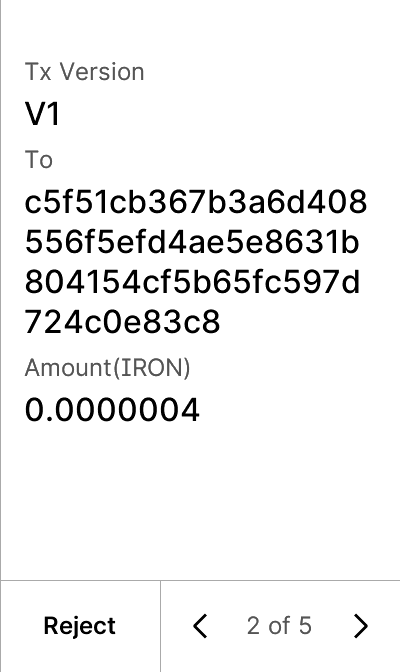 Tx Version
V1
To
c5f51cb367b3a6d408
556f5efd4ae5e8631b
804154cf5b65fc597d
724c0e83c8
Amount(IRON)
0.0000004
Reject
2 of 5